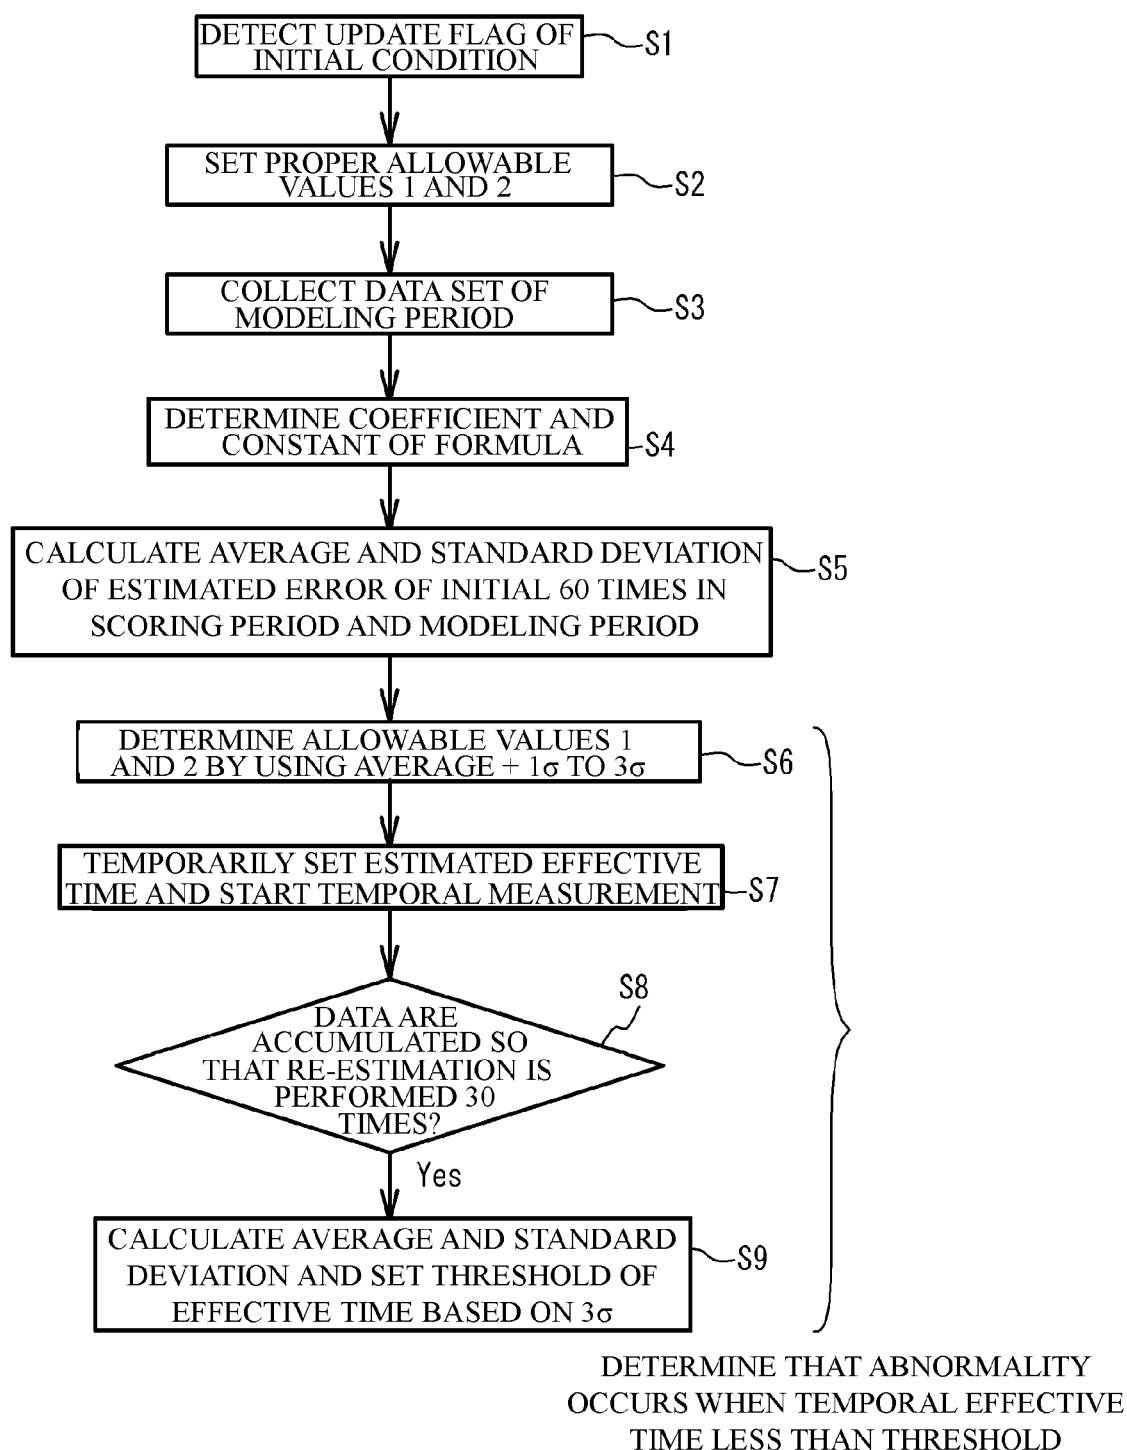 DETECT UPDATE FLAG OF
INITIAL CONDITION
S1
SET PROPER ALLOWABLE
VALUES 1 AND 2
S2
COLLECT DATA SET OF
MODELING PERIOD
S3
DETERMINE COEFFICIENT AND
CONSTANT OF FORMULA
S4
CALCULATE AVERAGE AND STANDARD DEVIATION
OF ESTIMATED ERROR OF INITIAL 60 TIMES IN
SCORING PERIOD AND MODELING PERIOD
S5
DETERMINE ALLOWABLE VALUES 1
AND 2 BY USING AVERAGE + 1σ TO 3σ
S6
TEMPORARILY SET ESTIMATED EFFECTIVE
TIME AND START TEMPORAL MEASUREMENT
S7
S8
DATA ARE
ACCUMULATED SO
THAT RE-ESTIMATION IS
PERFORMED 30
TIMES?
Yes
CALCULATE AVERAGE AND STANDARD
DEVIATION AND SET THRESHOLD OF
EFFECTIVE TIME BASED ON 3σ
S9
DETERMINE THAT ABNORMALITY
OCCURS WHEN TEMPORAL EFFECTIVE
TIME LESS THAN THRESHOLD